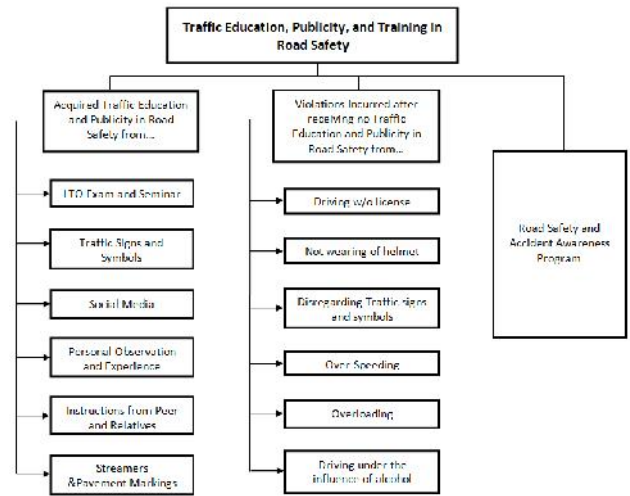 Traffic Education, Publicity, and Training in
Road Safety
Acquired Traffic Education
and Publicity in Road
Safety from...
Violations Incurred after
receiving no Traffic
Education and Publicity in
Road Safety from...
Road Safety and
Accident Awareness
Program
LTO Exam and Seminar
Traffic Signs and
Symbols
Social Media
Personal Observation
and Experience
Instructions from Peer
and Relatives
Streamers
&Pavement Markings
Driving w/o license
Not wearing of helmet
Disregarding Traffic signs
and symbols
Over Speeding
Overloading
Driving under the
influence of alcohol